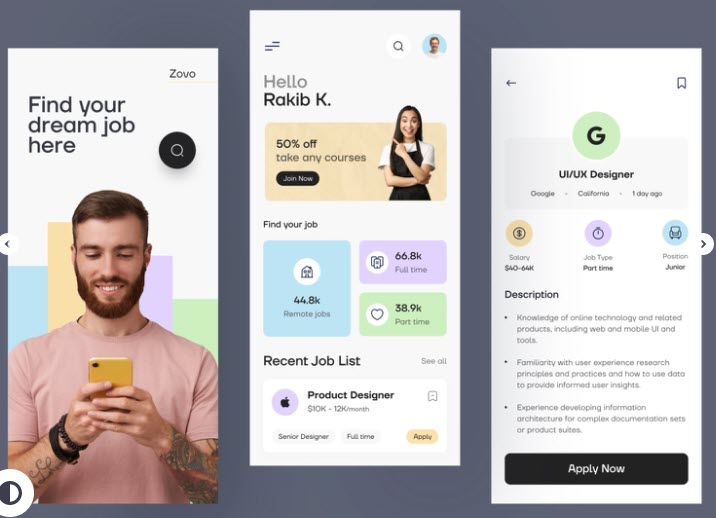 Zovo
Find your
dream job
here
Hello
Rakib K.
50% off
take any courses
Join Now
Find your job
44.8k
Remote jobs
66.8k
Full time
38.9k
Part time
Recent Job List
See all
Product Designer
$10K - 12K/month
Senior Designer
Full time
Apply
G
UI/UX Designer
Google • California • 1 day ago
Salary
$40-64K
Job Type
Part time
Position
Junior
Description
• Knowledge of online technology and related
products, including web and mobile UI and
tools.
• Familiarity with user experience research
principles and practices and how to use data
to provide informed user insights.
• Experience developing information
architecture for complex documentation sets
or product suites.
Apply Now